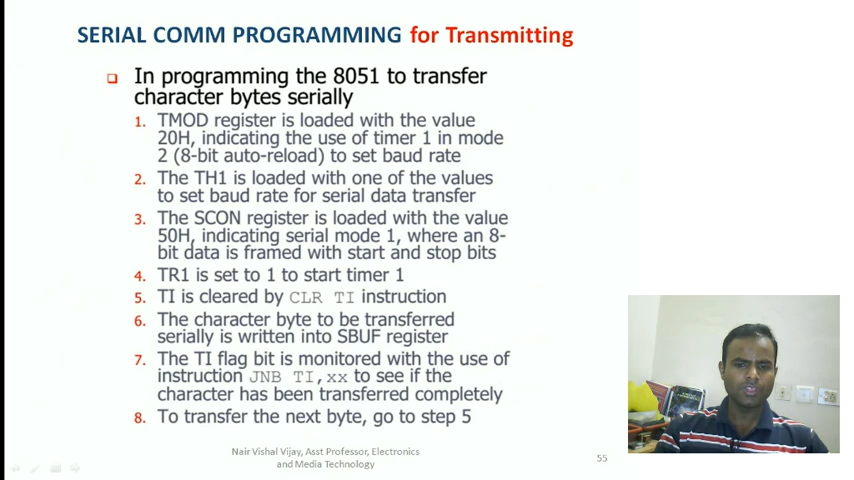 SERIAL COMM PROGRAMMING for Transmitting
In programming the 8051 to transfer
character bytes serially
1. TMOD register is loaded with the value
20H, indicating the use of timer 1 in mode
2 (8-bit auto-reload) to set baud rate
2. The TH1 is loaded with one of the values
to set baud rate for serial data transfer
3. The SCON register is loaded with the value
50H, indicating serial mode 1, where an 8-
bit data is framed with start and stop bits
4. TR1 is set to 1 to start timer 1
5. TI is cleared by CLR TI instruction
6. The character byte to be transferred
serially is written into SBUF register
7. The TI flag bit is monitored with the use of
instruction JNB TI,xx to see if the
character has been transferred completely
8. To transfer the next byte, go to step 5
Nair Vishal Vijay, Asst Professor, Electronics
and Media Technology
55